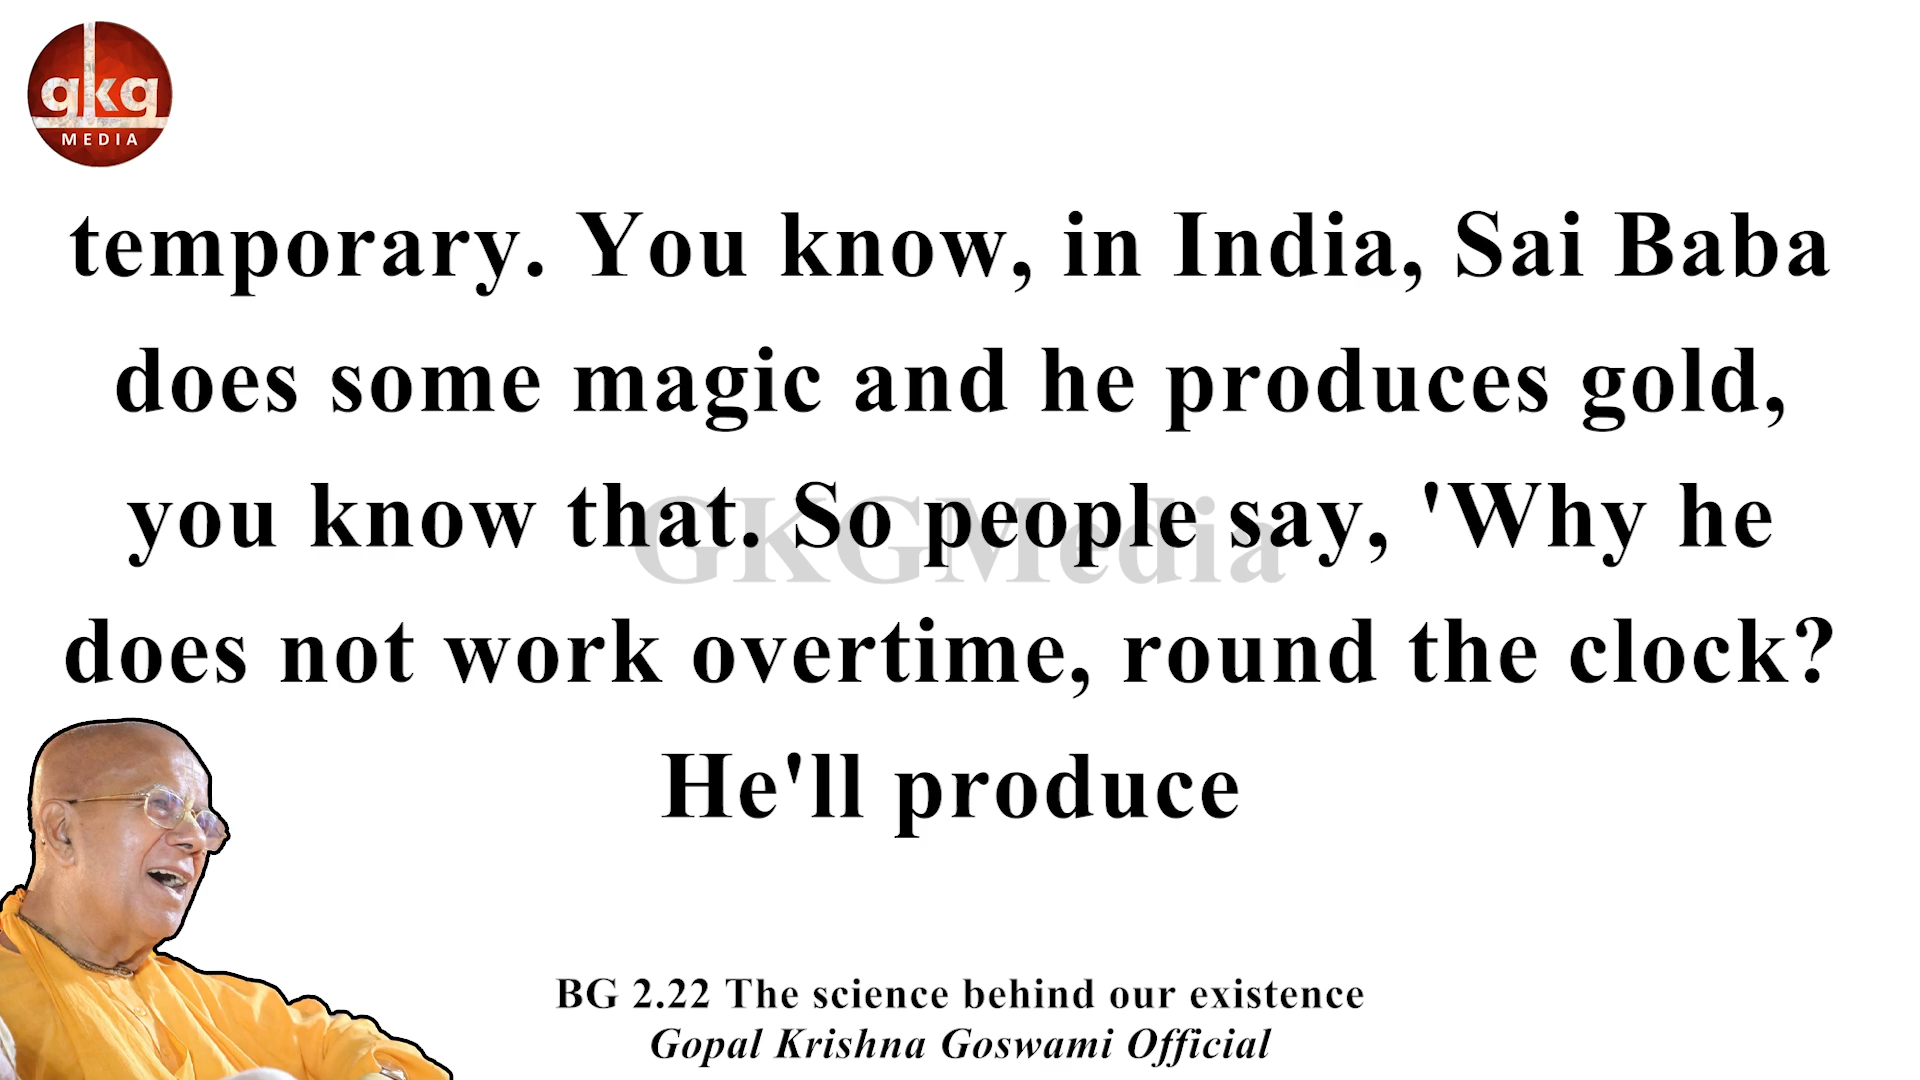 gkg
MEDIA
temporary. You know, in India, Sai Baba
does some magic and he produces gold,
you know that. So people say, 'Why he
GKGMedia
does not work overtime, round the clock?
He'll produce
BG 2.22 The science behind our existence
Gopal Krishna Goswami Official